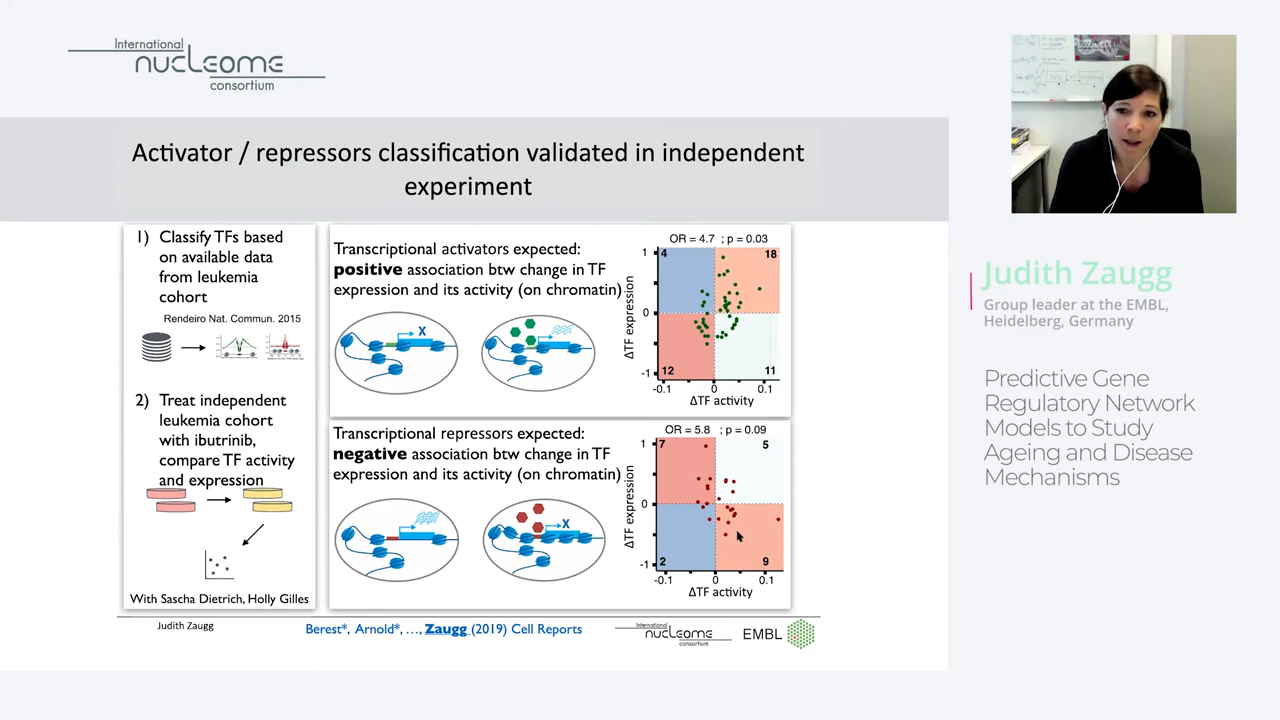 International
nucleome
consortium
Activator / repressors classification validated in independent
experiment
1) Classify TFs based
on available data
from leukemia
cohort
Rendeiro Nat. Commun. 2015
2) Treat independent
leukemia cohort
with ibutrinib,
compare TF activity
and expression
With Sascha Dietrich, Holly Gilles
Transcriptional activators expected:
positive association btw change in TF
expression and its activity (on chromatin)
X
OR = 4.7 ; p = 0.03
4
18
12
11
1
0
-1
ΔTF expression
-0.1
0
0.1
ΔTF activity
Transcriptional repressors expected:
negative association btw change in TF
expression and its activity (on chromatin)
X
OR = 5.8 ; p = 0.09
7
5
2
9
1
0
-1
ΔTF expression
-0.1
0
0.1
ΔTF activity
Judith Zaugg
Berest*, Arnold*, ..., Zaugg (2019) Cell Reports
International
nucleome
consortium
EMBL
Judith Zaugg
Group leader at the EMBL,
Heidelberg, Germany
Predictive Gene
Regulatory Network
Models to Study
Ageing and Disease
Mechanisms